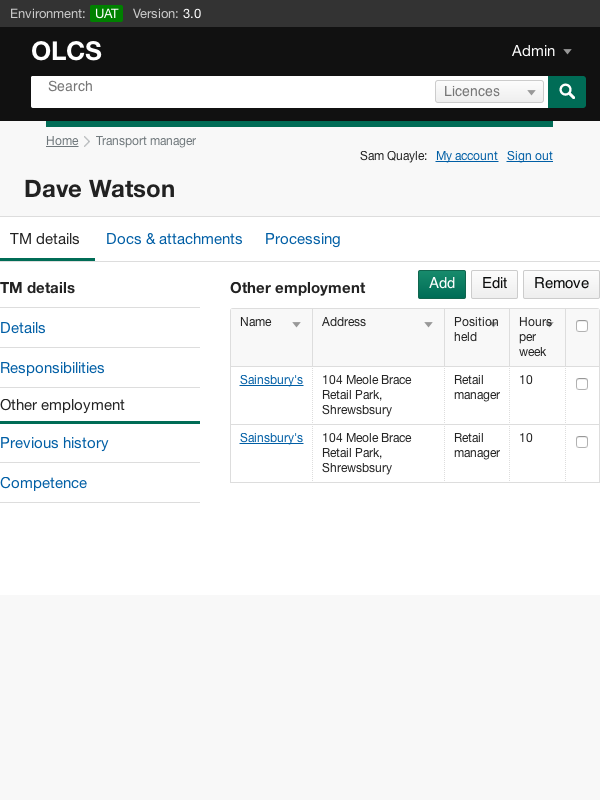 Environment: UAT Version: 3.0
OLCS
Admin
Search
Licences
Home Transport manager
Sam Quayle: My account Sign out
Dave Watson
TM details Docs & attachments Processing
TM details
Details
Responsibilities
Other employment
Previous history
Competence
Other employment
Add Edit Remove
Name Address Position held Hours per week
Sainsbury's 104 Meole Brace Retail Park, Shrewsbsury Retail manager 10
Sainsbury's 104 Meole Brace Retail Park, Shrewsbsury Retail manager 10